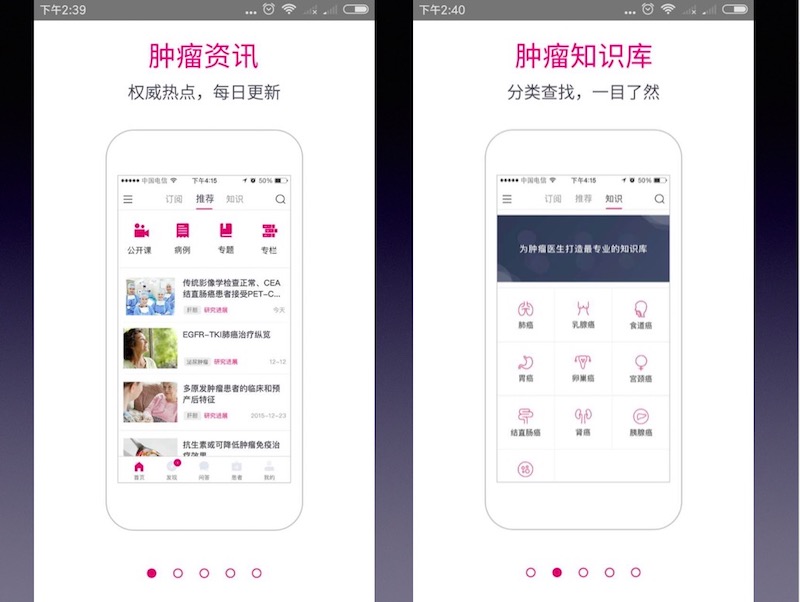 下午2:39
肿瘤资讯
权威热点，每日更新
中国电信 下午4:15 50%
订阅 推荐 知识
公开课 病例 专题 专栏
传统影像学检查正常、CEA
结直肠癌患者接受PET-C...
肝胆 研究进展 今天
EGFR-TKI肺癌治疗纵览
泌尿肿瘤 研究进展 12-12
多原发肿瘤患者的临床和预
产后特征
肝胆 研究进展 2015-12-23
抗生素或可降低肿瘤免疫治
疗效果
首页 发现 问答 患者 我的
下午2:40
肿瘤知识库
分类查找，一目了然
中国电信 下午4:15 50%
订阅 推荐 知识
为肿瘤医生打造最专业的知识库
肺癌 乳腺癌 食道癌
胃癌 卵巢癌 宫颈癌
结直肠癌 肾癌 胰腺癌